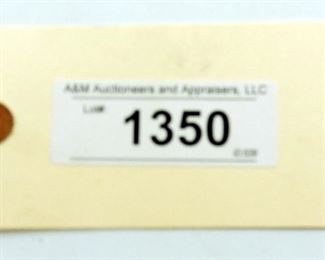 A&M Auctioneers and Appraisers, LLC
Lot#
1350